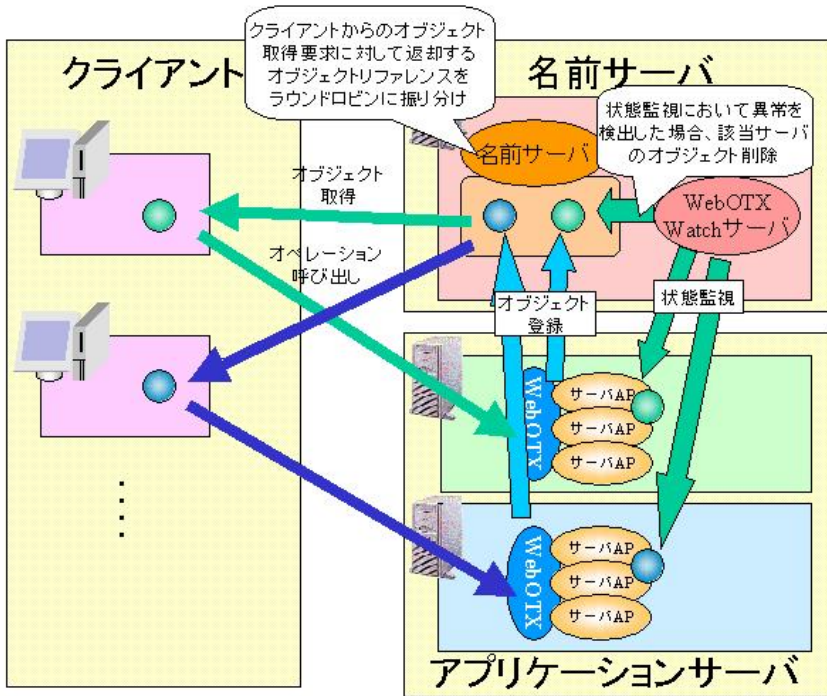 クライアントからのオブジェクト
取得要求に対して返却する
オブジェクトリファレンスを
ラウンドロビンに振り分け
クライアント
名前サーバ
状態監視において異常を
検出した場合、該当サーバ
のオブジェクト削除
名前サーバ
オブジェクト
取得
WebOTX
Watchサーバ
オペレーション
呼び出し
オブジェクト
登録
状態監視
WebOTX
サーバAP
サーバAP
サーバAP
WebOTX
サーバAP
サーバAP
サーバAP
アプリケーションサーバ